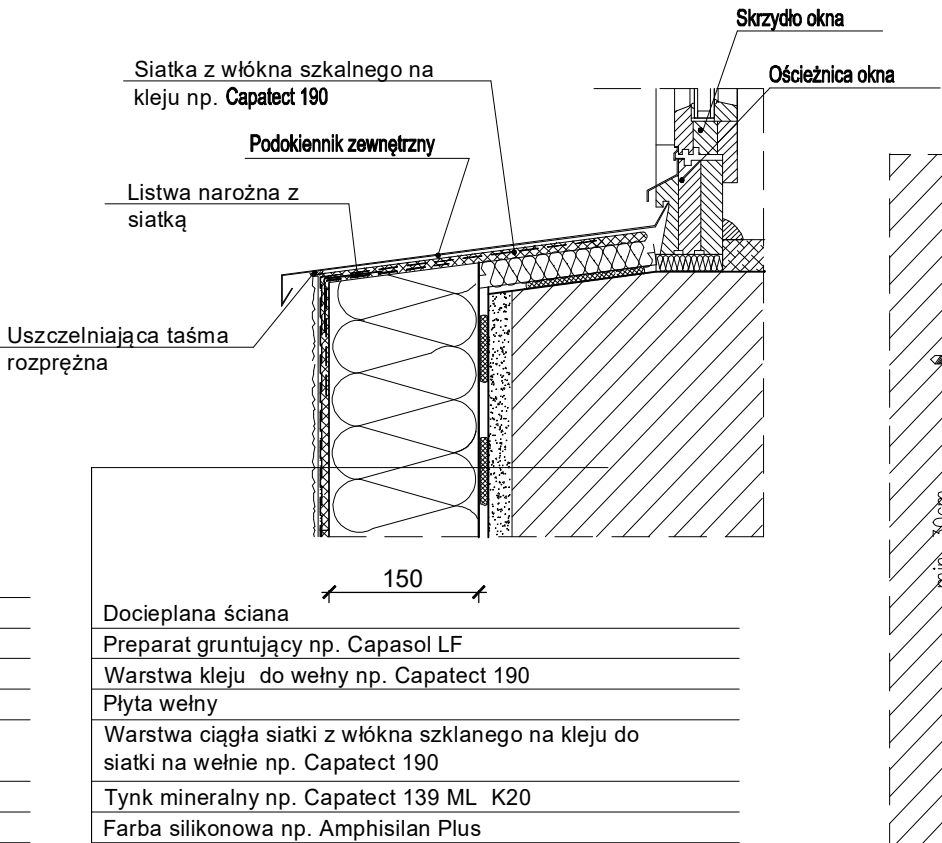 Skrzydło okna
Ościeżnica okna
Siatka z włókna szkalnego na
kleju np. Capatect 190
Podokiennik zewnętrzny
Listwa narożna z
siatką
Uszczelniająca taśma
rozprężna
150
min. 30cm
Docieplana ściana
Preparat gruntujący np. Capasol LF
Warstwa kleju do wełny np. Capatect 190
Płyta wełny
Warstwa ciągła siatki z włókna szklanego na kleju do
siatki na wełnie np. Capatect 190
Tynk mineralny np. Capatect 139 ML K20
Farba silikonowa np. Amphisilan Plus